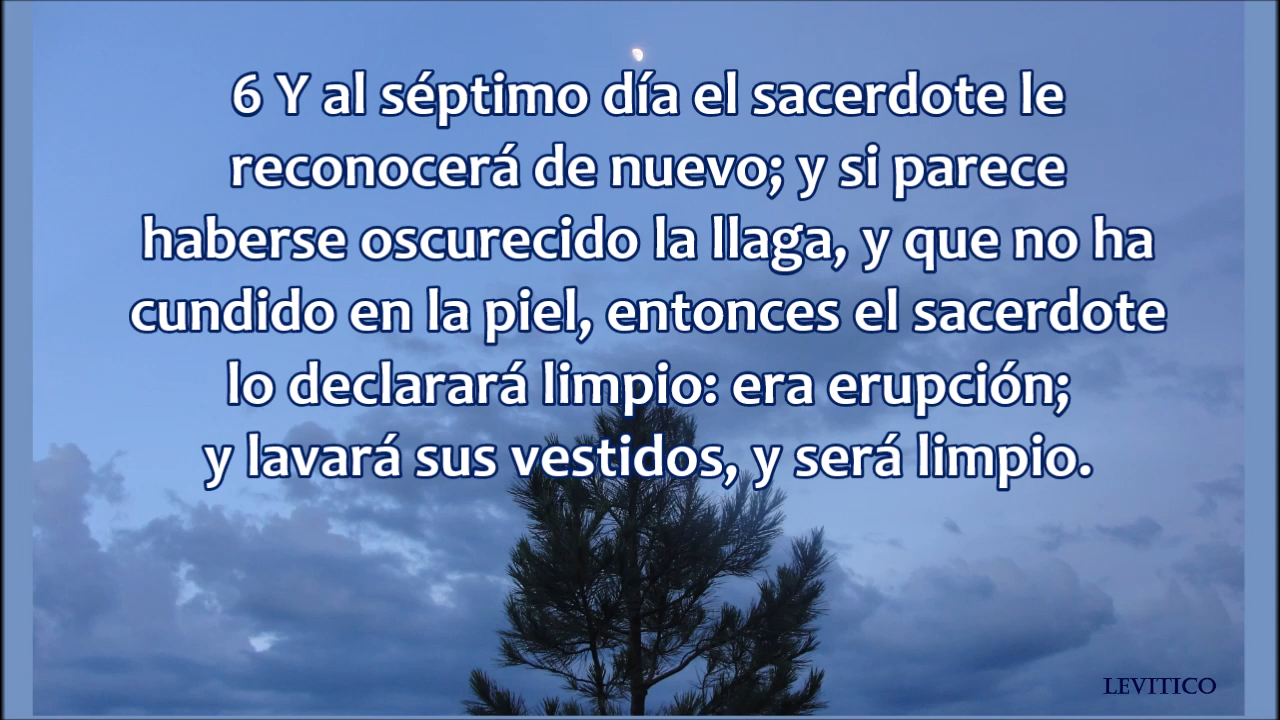 6 Y al séptimo día el sacerdote le
reconocerá de nuevo; y si parece
haberse oscurecido la llaga, y que no ha
cundido en la piel, entonces el sacerdote
lo declarará limpio: era erupción;
y lavará sus vestidos, y será limpio.
LEVITICO